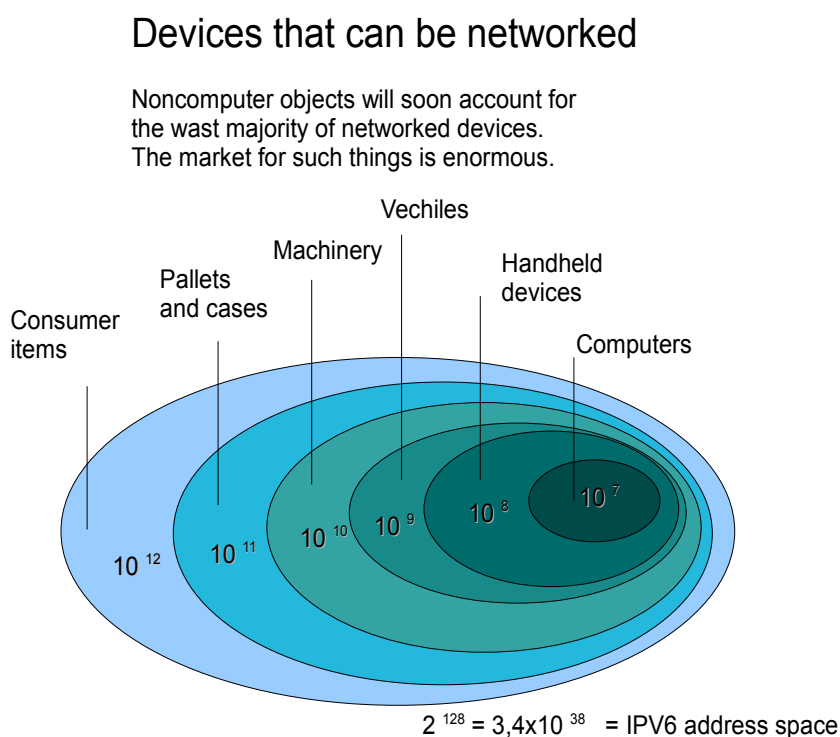 Devices that can be networked
Noncomputer objects will soon account for
the wast majority of networked devices.
The market for such things is enormous.
Vechiles
Machinery
Handheld
devices
Pallets
and cases
Consumer
items
Computers
10 12
10 11
10 10
10 9
10 8
10 7
2 128 = 3,4x10 38 = IPV6 address space